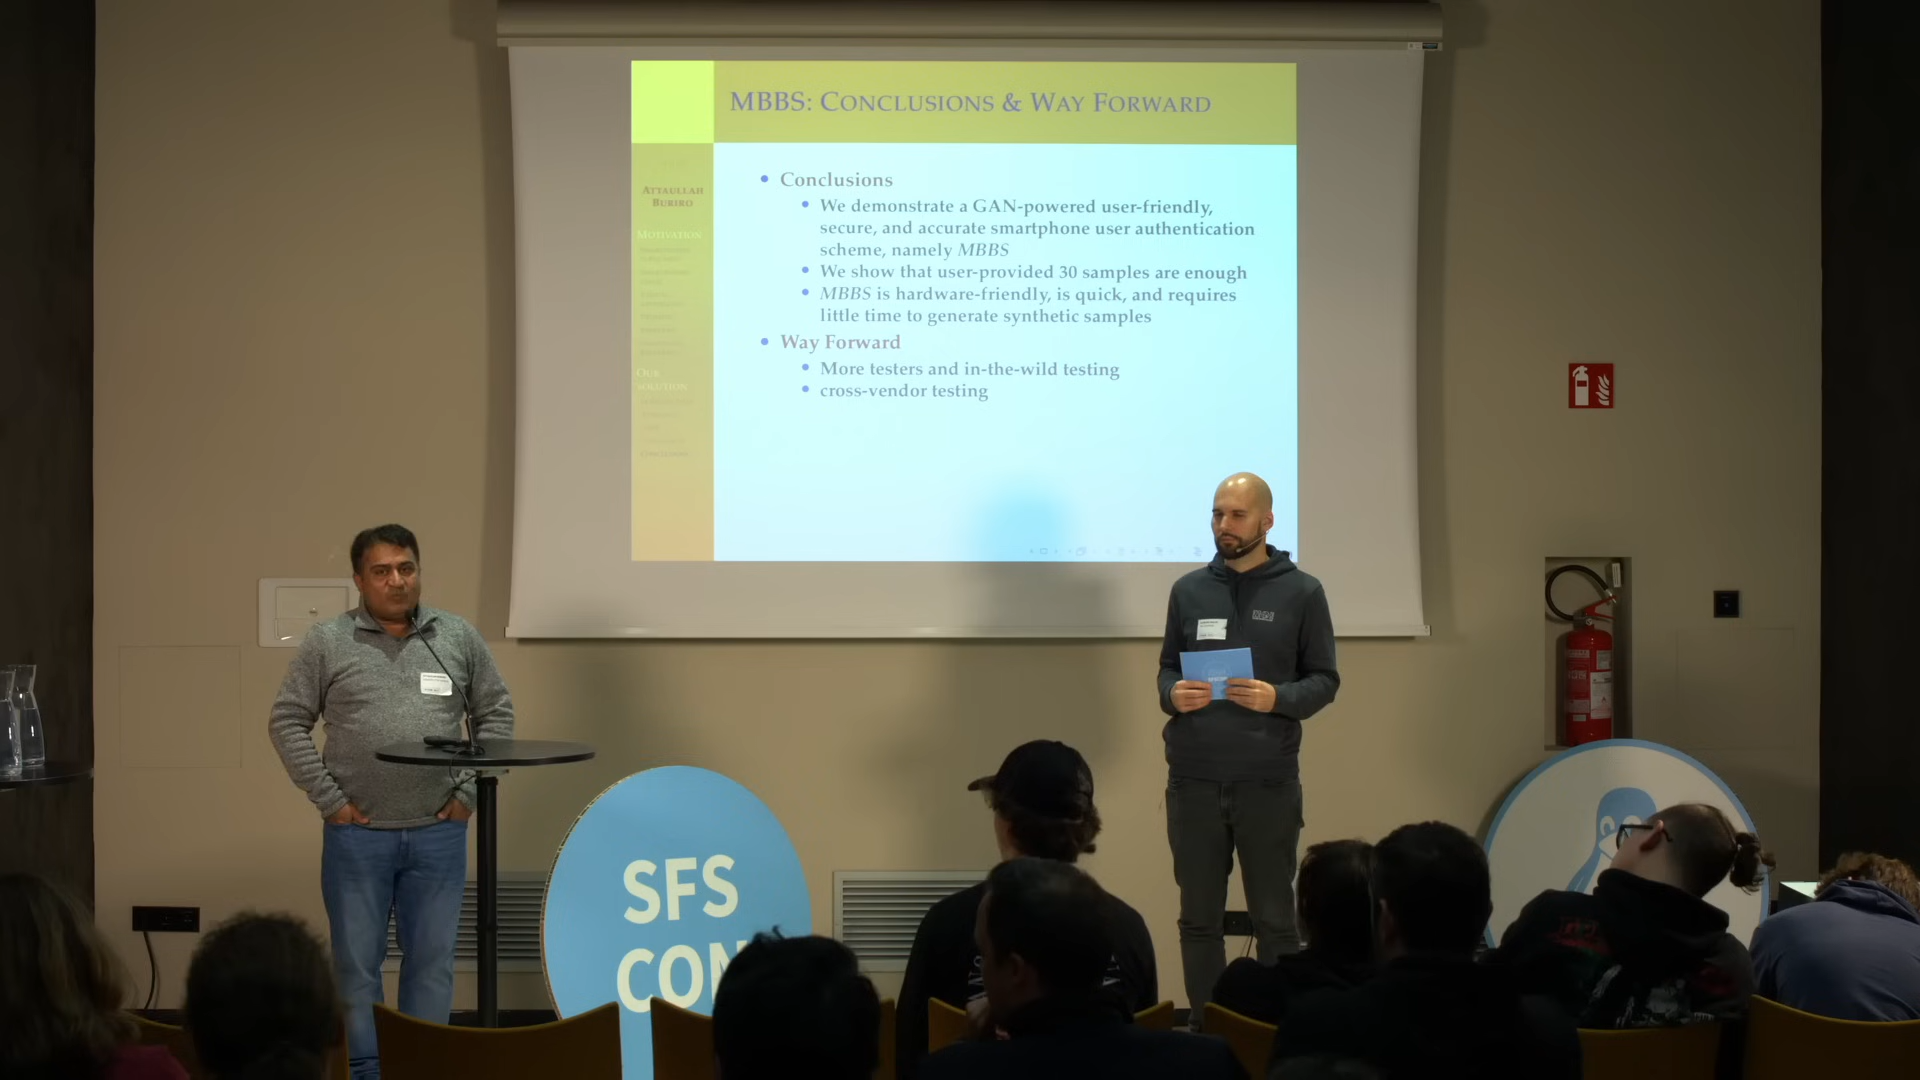 MBBS: CONCLUSIONS & WAY FORWARD
ATTAULLAH
BURIRO
MOTIVATION
OUR
SOLUTION
• Conclusions
• We demonstrate a GAN-powered user-friendly,
secure, and accurate smartphone user authentication
scheme, namely MBBS
• We show that user-provided 30 samples are enough
• MBBS is hardware-friendly, is quick, and requires
little time to generate synthetic samples
• Way Forward
• More testers and in-the-wild testing
• cross-vendor testing
SFS
CON